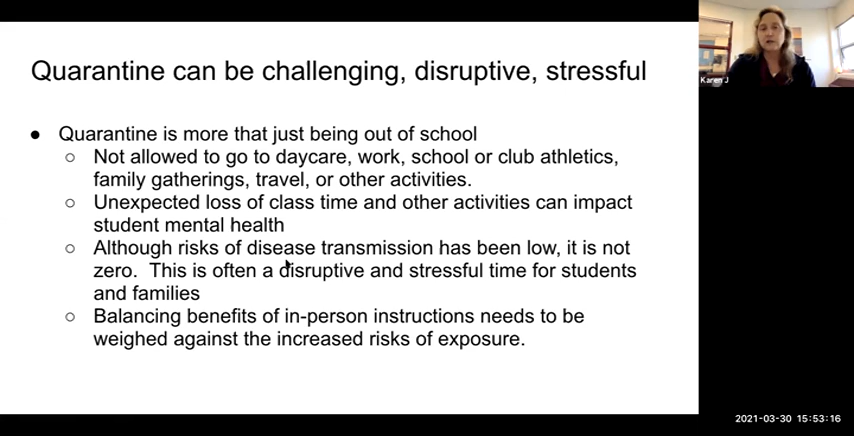 Quarantine can be challenging, disruptive, stressful
● Quarantine is more that just being out of school
○ Not allowed to go to daycare, work, school or club athletics,
family gatherings, travel, or other activities.
○ Unexpected loss of class time and other activities can impact
student mental health
○ Although risks of disease transmission has been low, it is not
zero.  This is often a disruptive and stressful time for students
and families
○ Balancing benefits of in-person instructions needs to be
weighed against the increased risks of exposure.
Karen J
2021-03-30 15:53:16